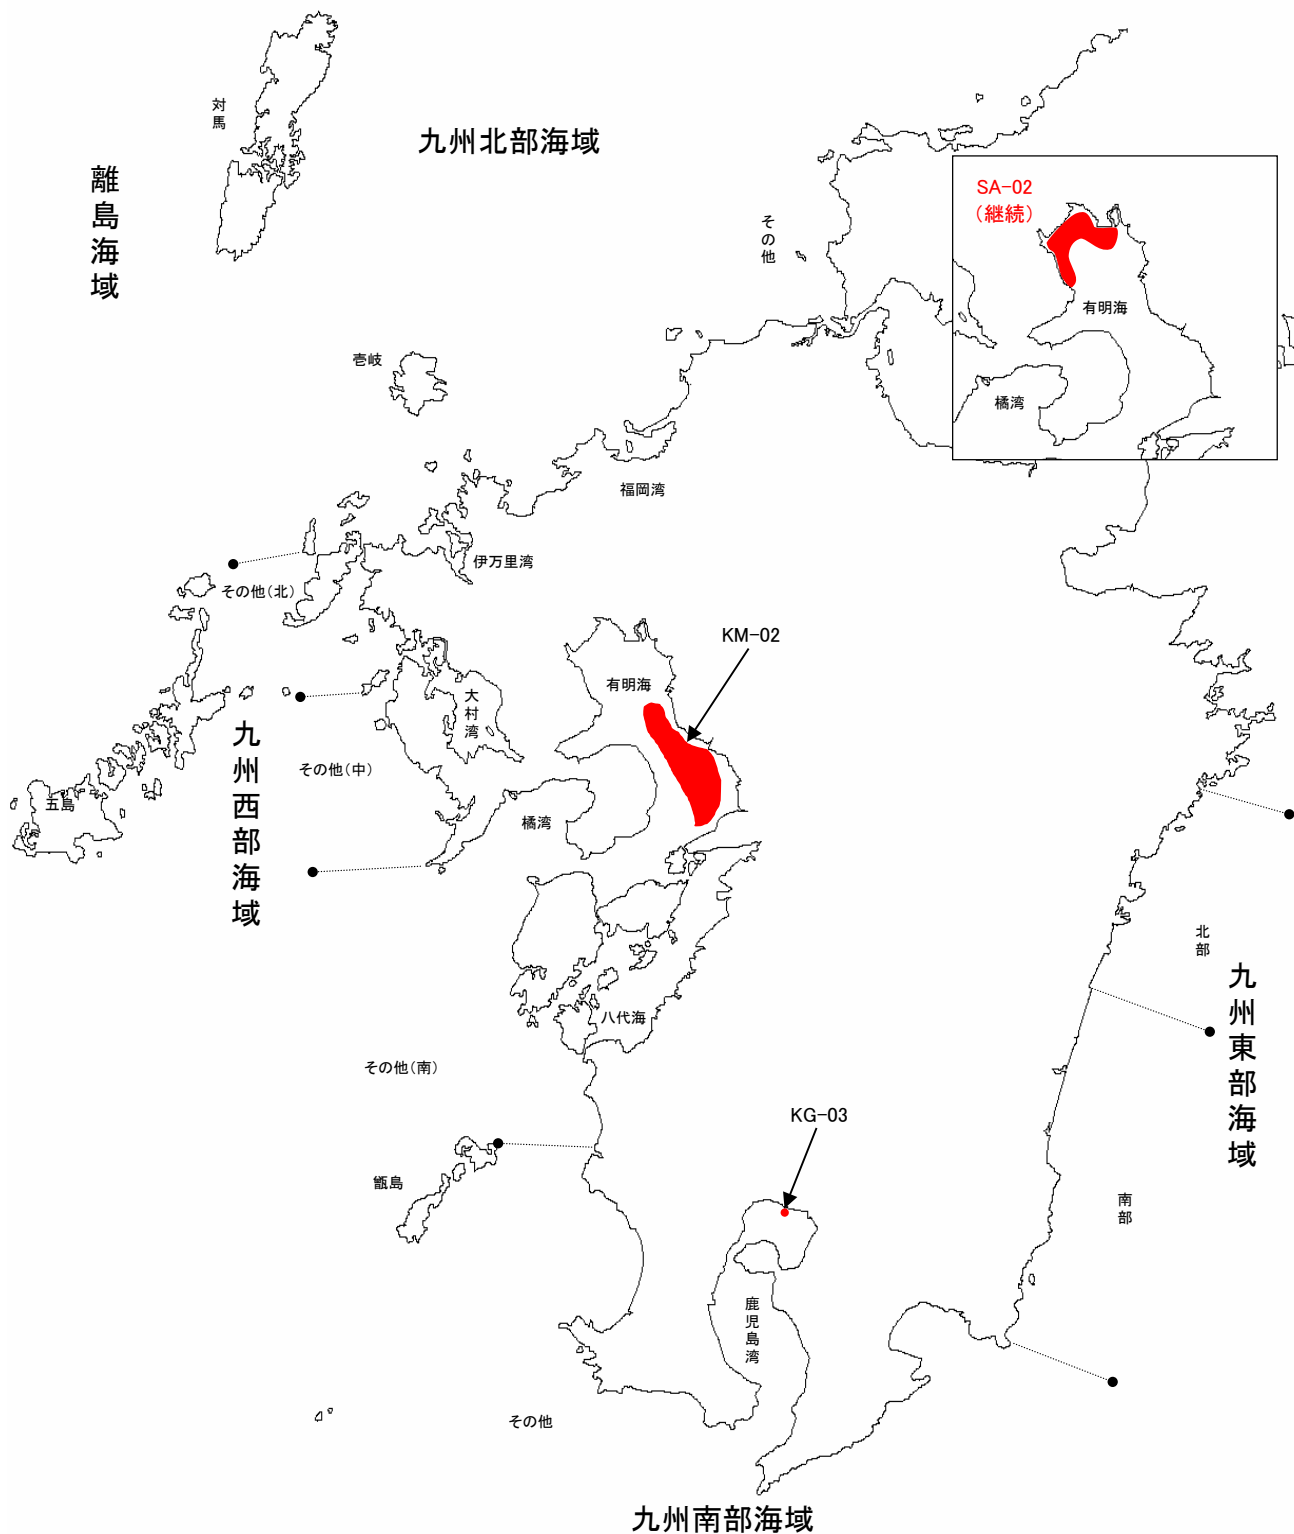 対馬
九州北部海域
離島海域
その他
SA-02
(継続)
有明海
橘湾
壱岐
福岡湾
伊万里湾
その他(北)
KM-02
有明海
大村湾
九州西部海域
その他(中)
五島
橘湾
北部
九州東部海域
八代海
その他(南)
KG-03
甑島
南部
鹿児島湾
その他
九州南部海域